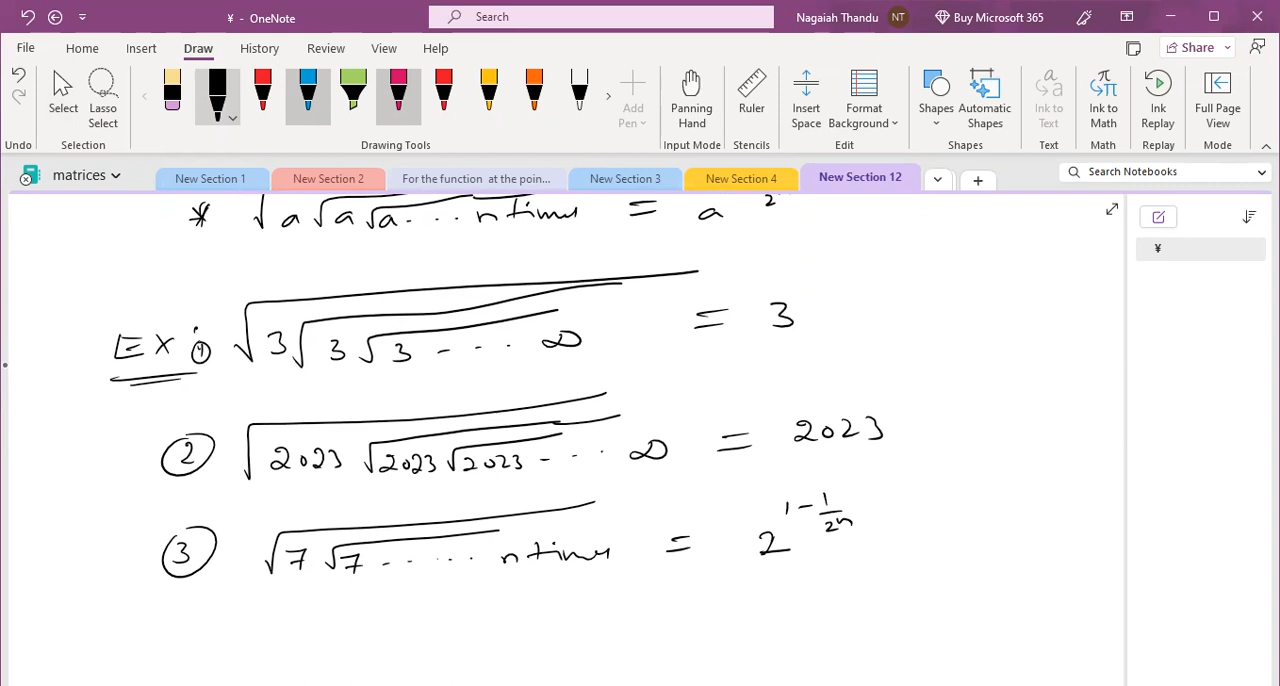 ¥ - OneNote
Search
Nagaiah Thandu NT
Buy Microsoft 365
File Home Insert Draw History Review View Help
Share
Select
Lasso Select
Add Pen
Panning Hand
Ruler
Insert Space
Format Background
Shapes
Automatic Shapes
Ink to Text
Ink to Math
Ink Replay
Full Page View
Undo Selection Drawing Tools Input Mode Stencils Edit Shapes Text Math Replay Mode
matrices
New Section 1 New Section 2 For the function at the poin... New Section 3 New Section 4 New Section 12
Search Notebooks
¥
* √a√a√a... n times = a
EX: ① √3√3√3 - - - .. ∞ = 3
② √2023 √2023√2023 - - - .. ∞ = 2023
③ √7√7 - ..... n times = 2^(1-1/2^n)